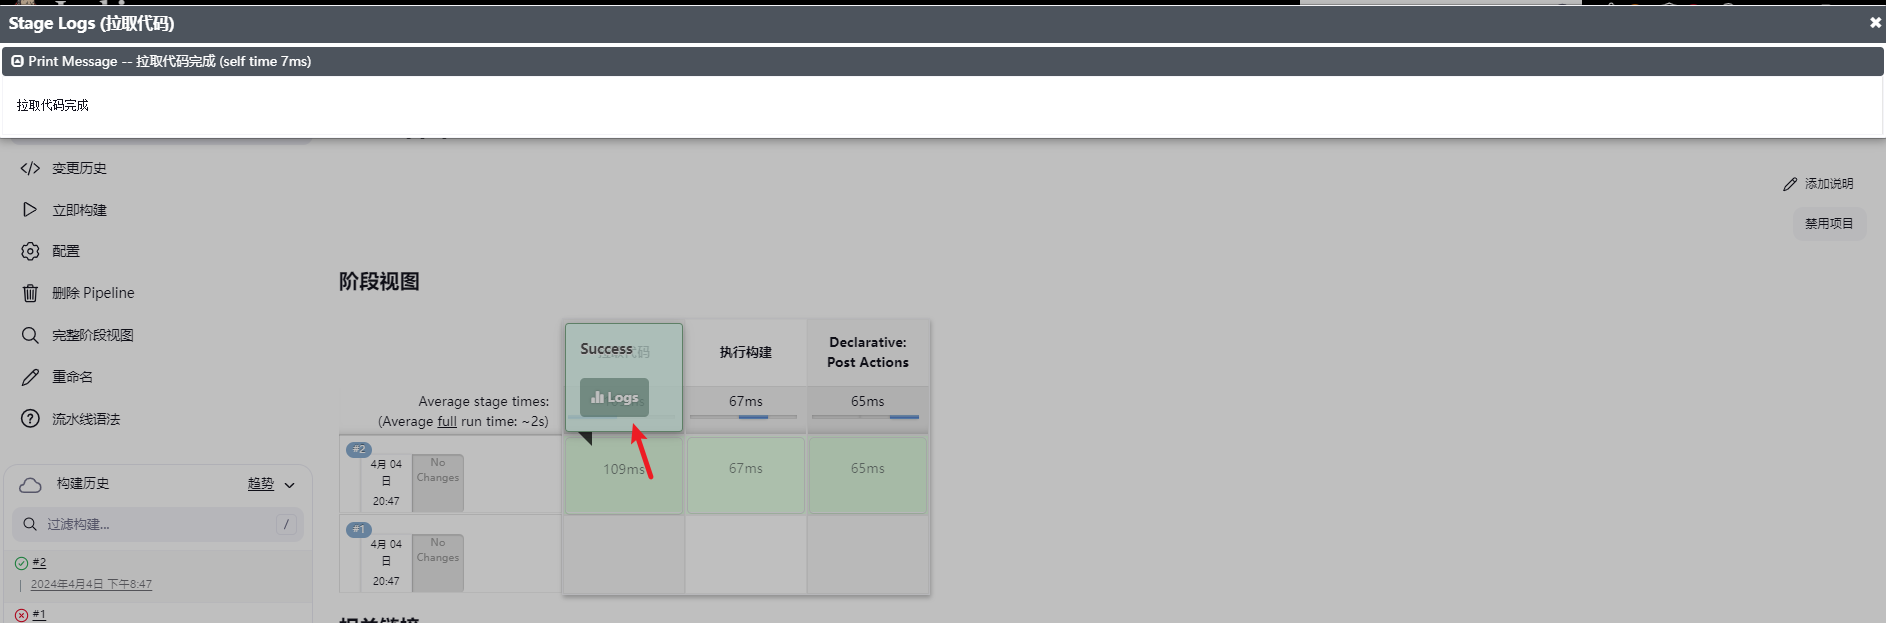 Stage Logs (拉取代码)
Print Message -- 拉取代码完成 (self time 7ms)
拉取代码完成
变更历史
立即构建
配置
删除 Pipeline
完整阶段视图
重命名
流水线语法
添加说明
禁用项目
阶段视图
Success
拉取代码
Logs
执行构建
Declarative:
Post Actions
Average stage times:
(Average full run time: ~2s)
67ms
65ms
#2
4月 04
日
20:47
No
Changes
109ms
67ms
65ms
#1
4月 04
日
20:47
No
Changes
构建历史
趋势
过滤构建...
/
#2
2024年4月4日 下午8:47
#1